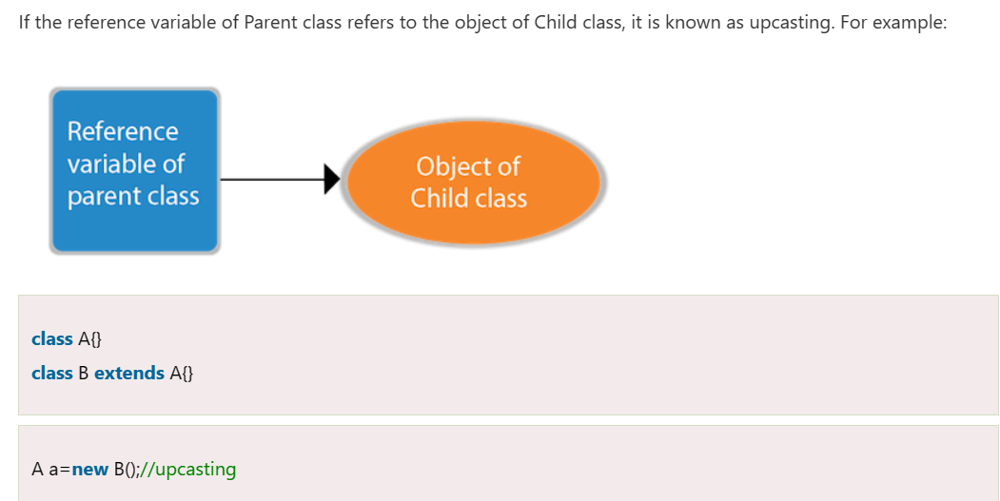 If the reference variable of Parent class refers to the object of Child class, it is known as upcasting. For example:
Reference
variable of
parent class
Object of
Child class
class A{}
class B extends A{}
A a=new B();//upcasting